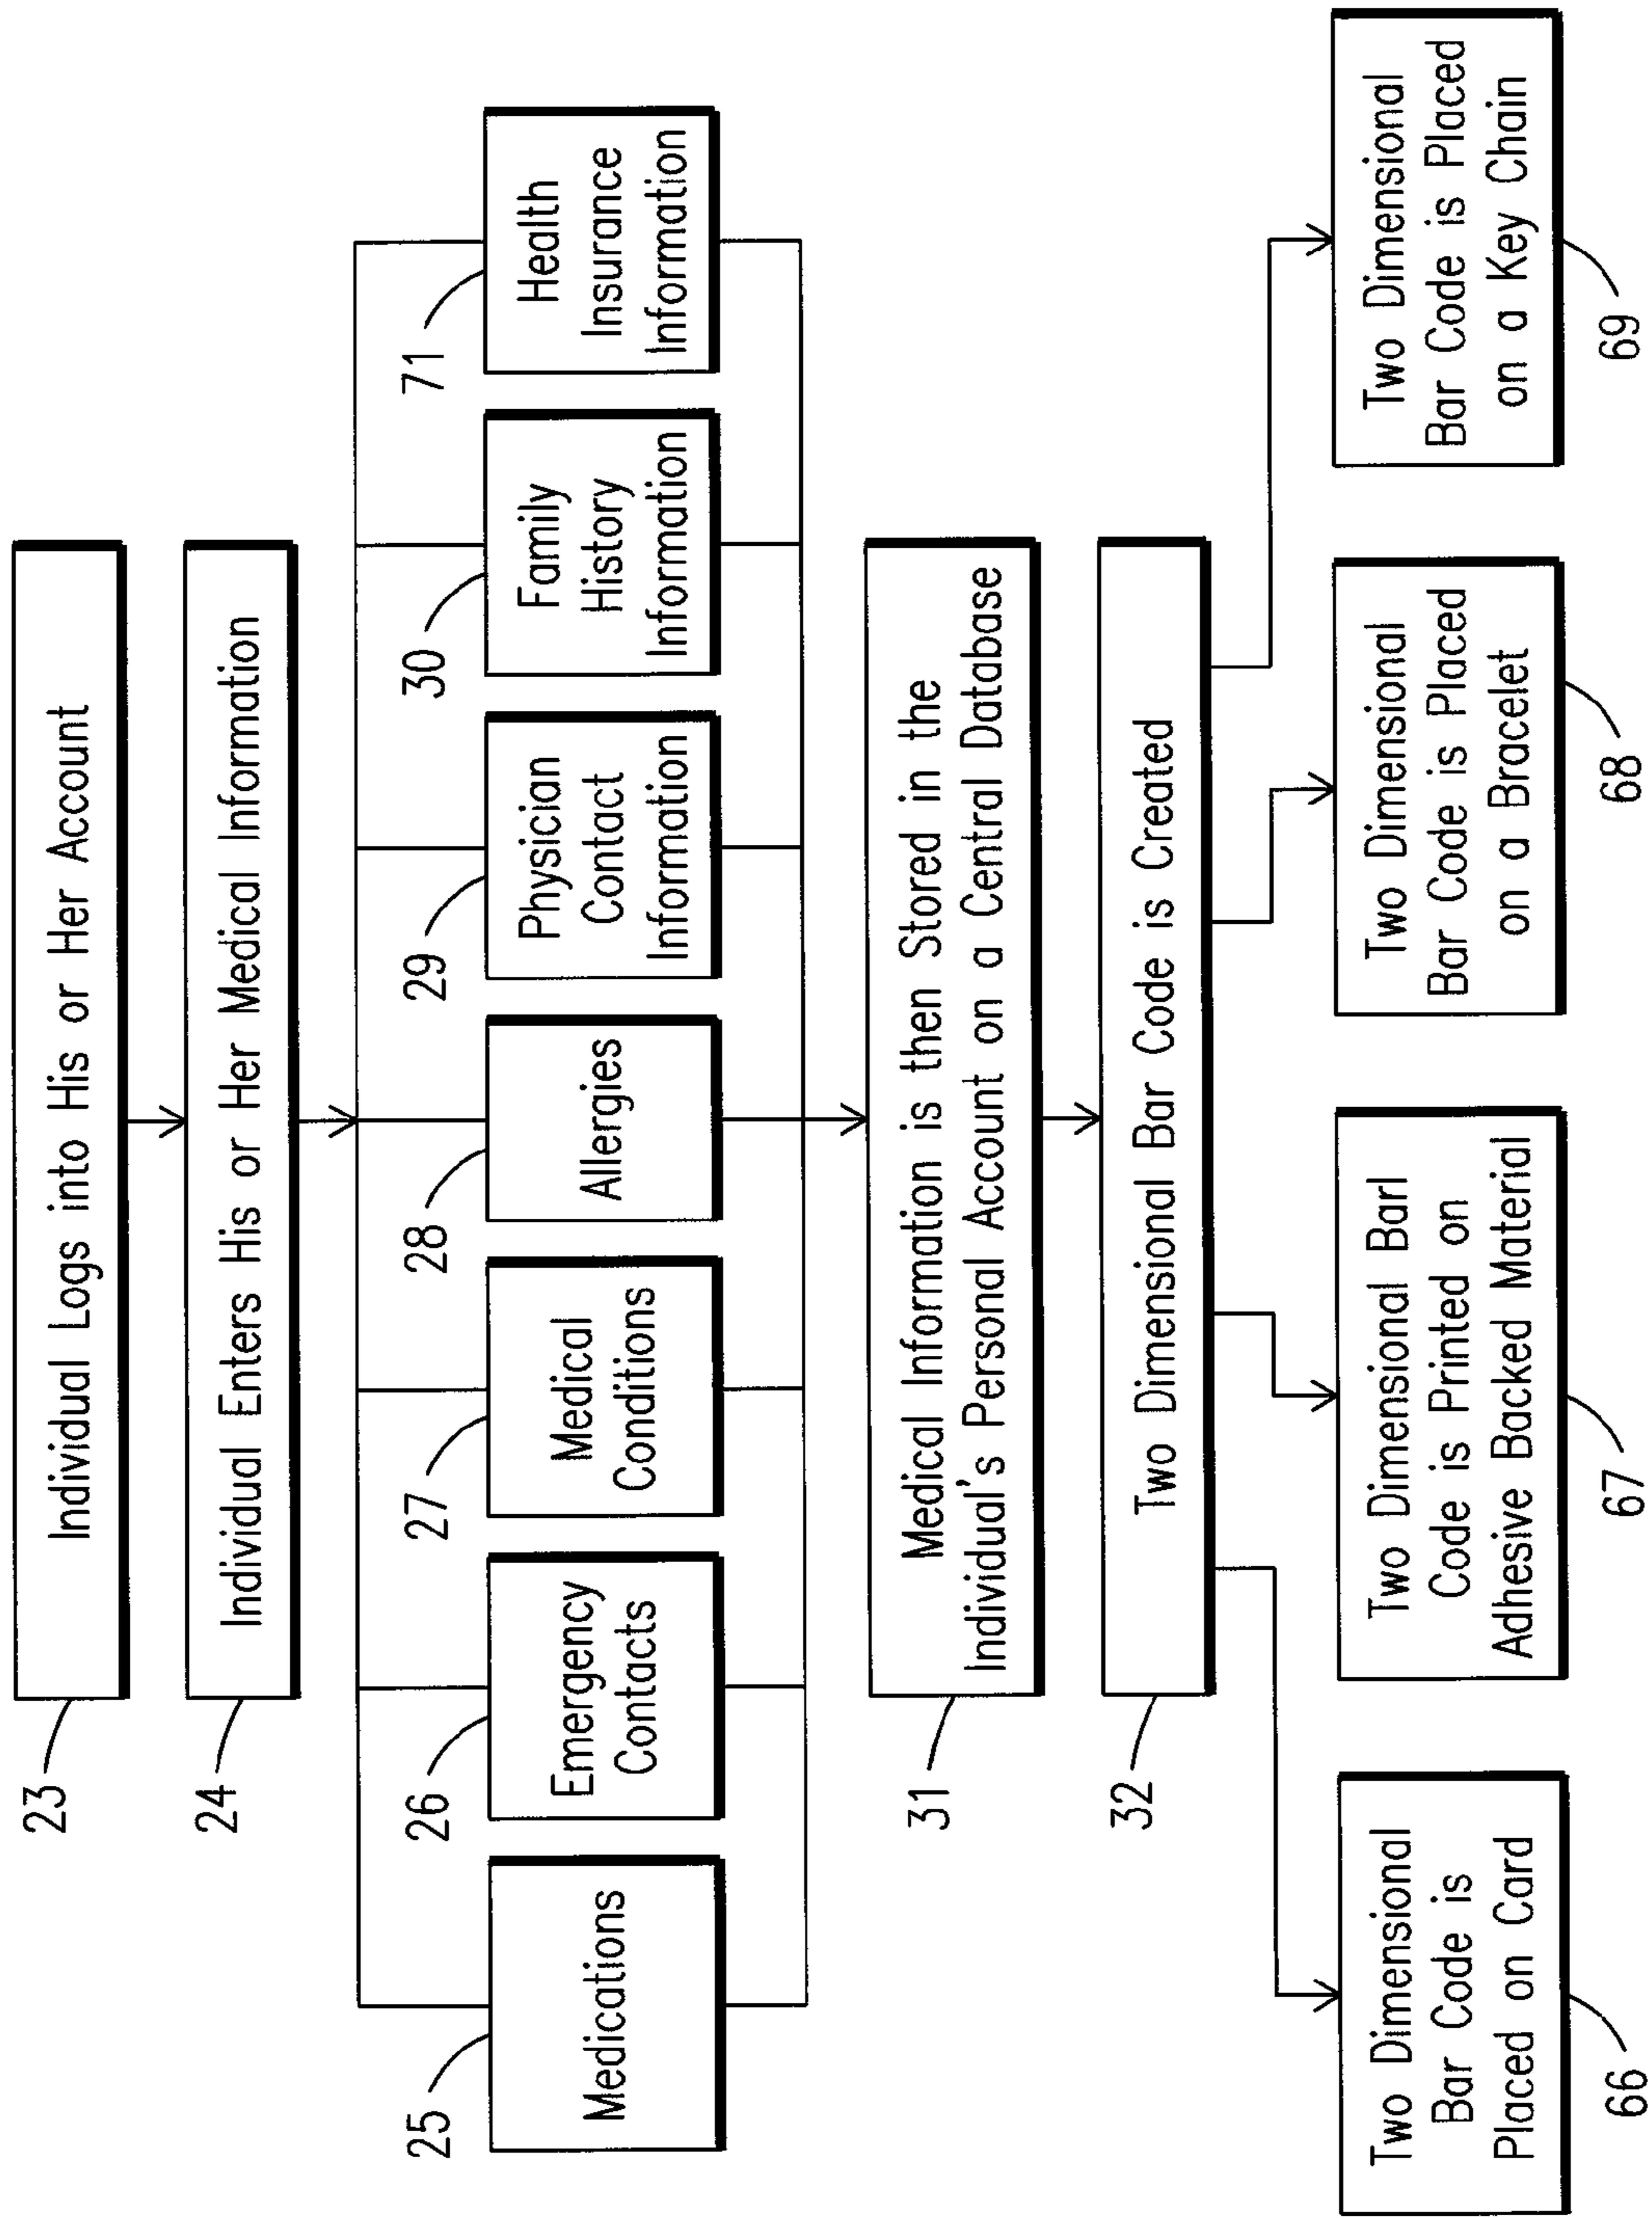 23
Individual Logs into His or Her Account
24
Individual Enters His or Her Medical Information
25
Medications
26
Emergency
Contacts
27
Medical
Conditions
28
Allergies
29
Physician
Contact
Information
30
Family
History
Information
71
Health
Insurance
Information
31
Medical Information is then Stored in the
Individual's Personal Account on a Central Database
32
Two Dimensional Bar Code is Created
Two Dimensional
Bar Code is
Placed on Card
66
Two Dimensional Barl
Code is Printed on
Adhesive Backed Material
67
Two Dimensional
Bar Code is Placed
on a Bracelet
68
Two Dimensional
Bar Code is Placed
on a Key Chain
69